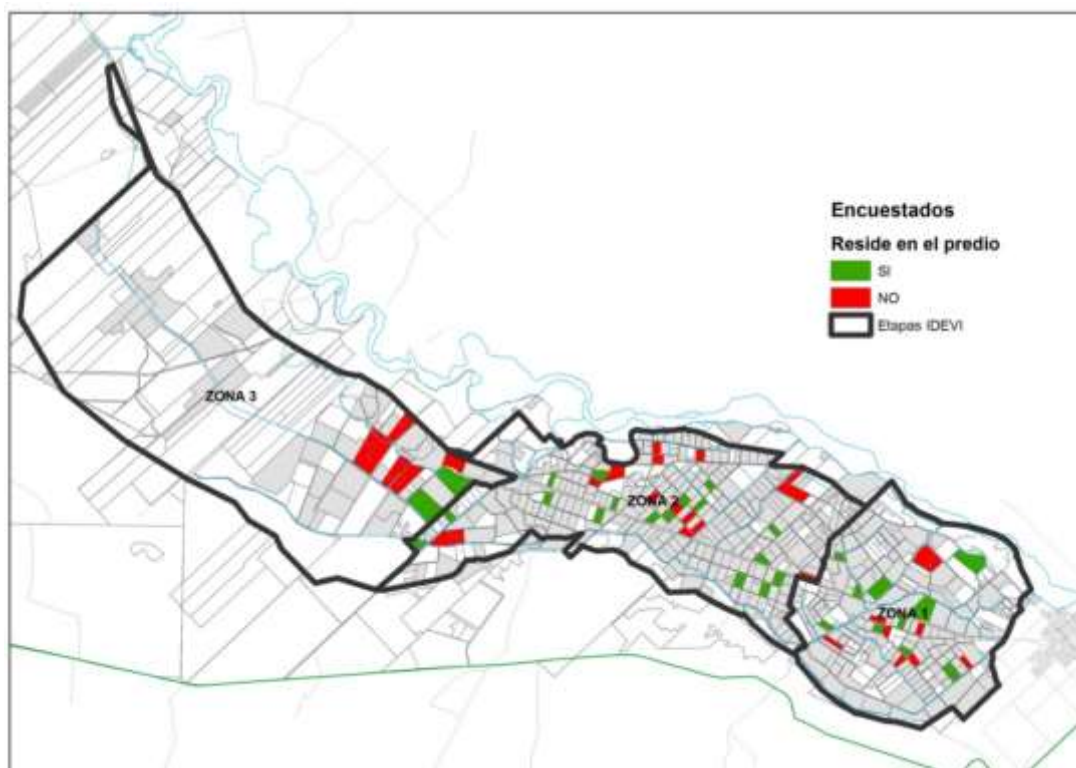 Encuestados
Reside en el predio
SI
NO
Etapas IDEVI
ZONA 3
ZONA 2
ZONA 1